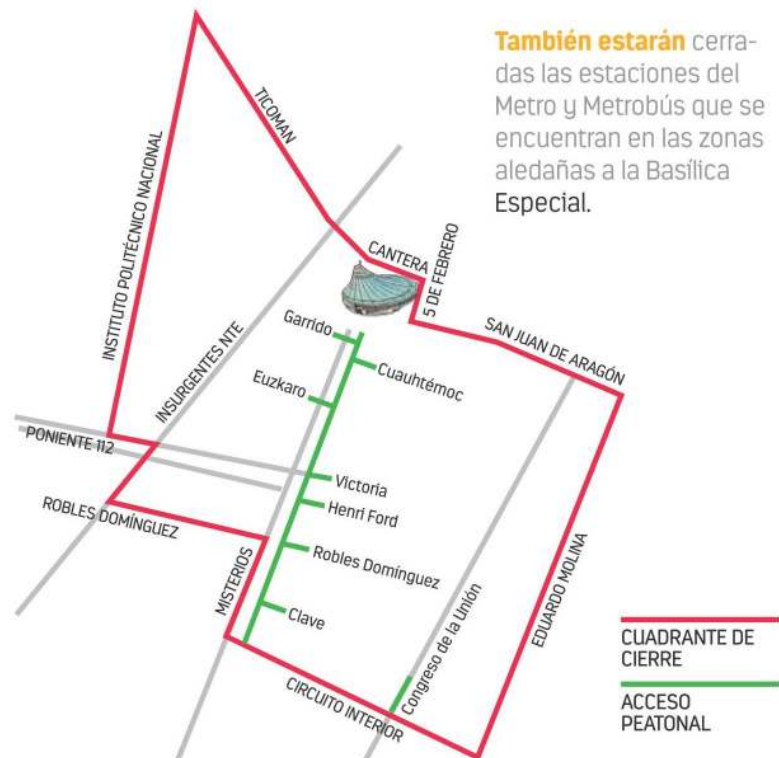 También estarán cerra-
das las estaciones del
Metro y Metrobús que se
encuentran en las zonas
aledañas a la Basílica
Especial.
TICOMAN
INSTITUTO POLITÉCNICO NACIONAL
CANTERA
5 DE FEBRERO
SAN JUAN DE ARAGÓN
Garrido
Cuauhtémoc
Euzkaro
INSURGENTES NTE
PONIENTE 112
Victoria
Henri Ford
ROBLES DOMÍNGUEZ
Robles Domínguez
MISTERIOS
Clave
Congreso de la Unión
EDUARDO MOLINA
CIRCUITO INTERIOR
CUADRANTE DE
CIERRE
ACCESO
PEATONAL